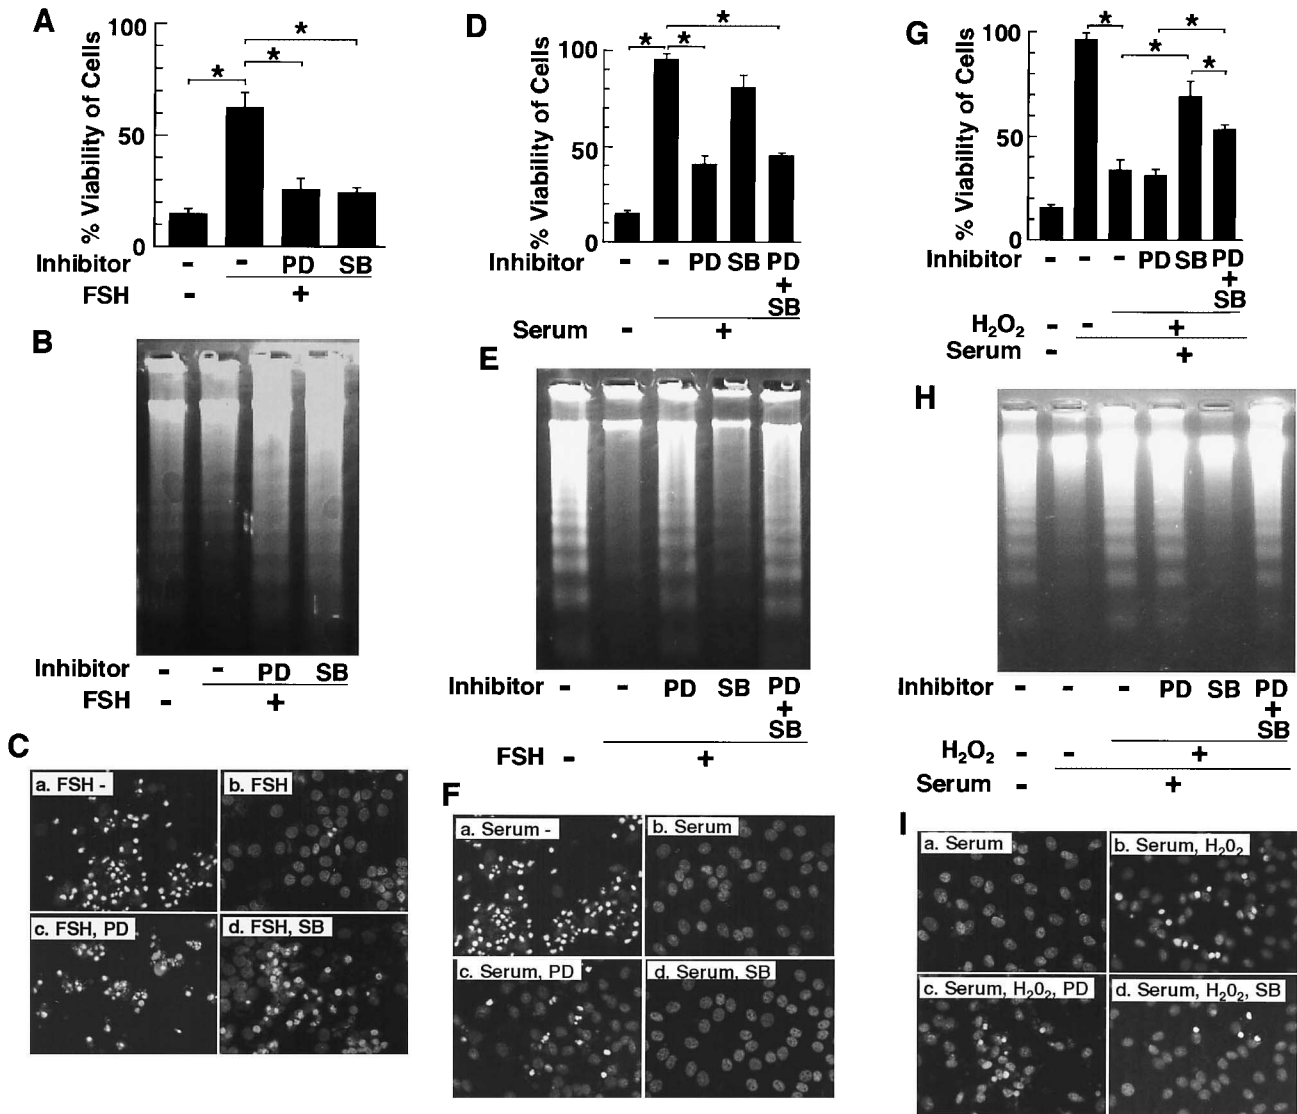 A
% Viability of Cells
100
50
0
Inhibitor - - PD SB
FSH - +
* * *
B
Inhibitor - - PD SB
FSH - +
C
a. FSH -
b. FSH
c. FSH, PD
d. FSH, SB
D
% Viability of Cells
100
50
0
* * *
Inhibitor - - PD SB PD
+
SB
Serum - +
E
Inhibitor - - PD SB PD
+
SB
FSH - +
F
a. Serum -
b. Serum
c. Serum, PD
d. Serum, SB
G
% Viability of Cells
100
50
0
* * * *
Inhibitor - - - PD SB PD
+
SB
H₂O₂ - - +
Serum - +
H
Inhibitor - - - PD SB PD
+
SB
H₂O₂ - - +
Serum - +
I
a. Serum
b. Serum, H₂O₂
c. Serum, H₂O₂, PD
d. Serum, H₂O₂, SB